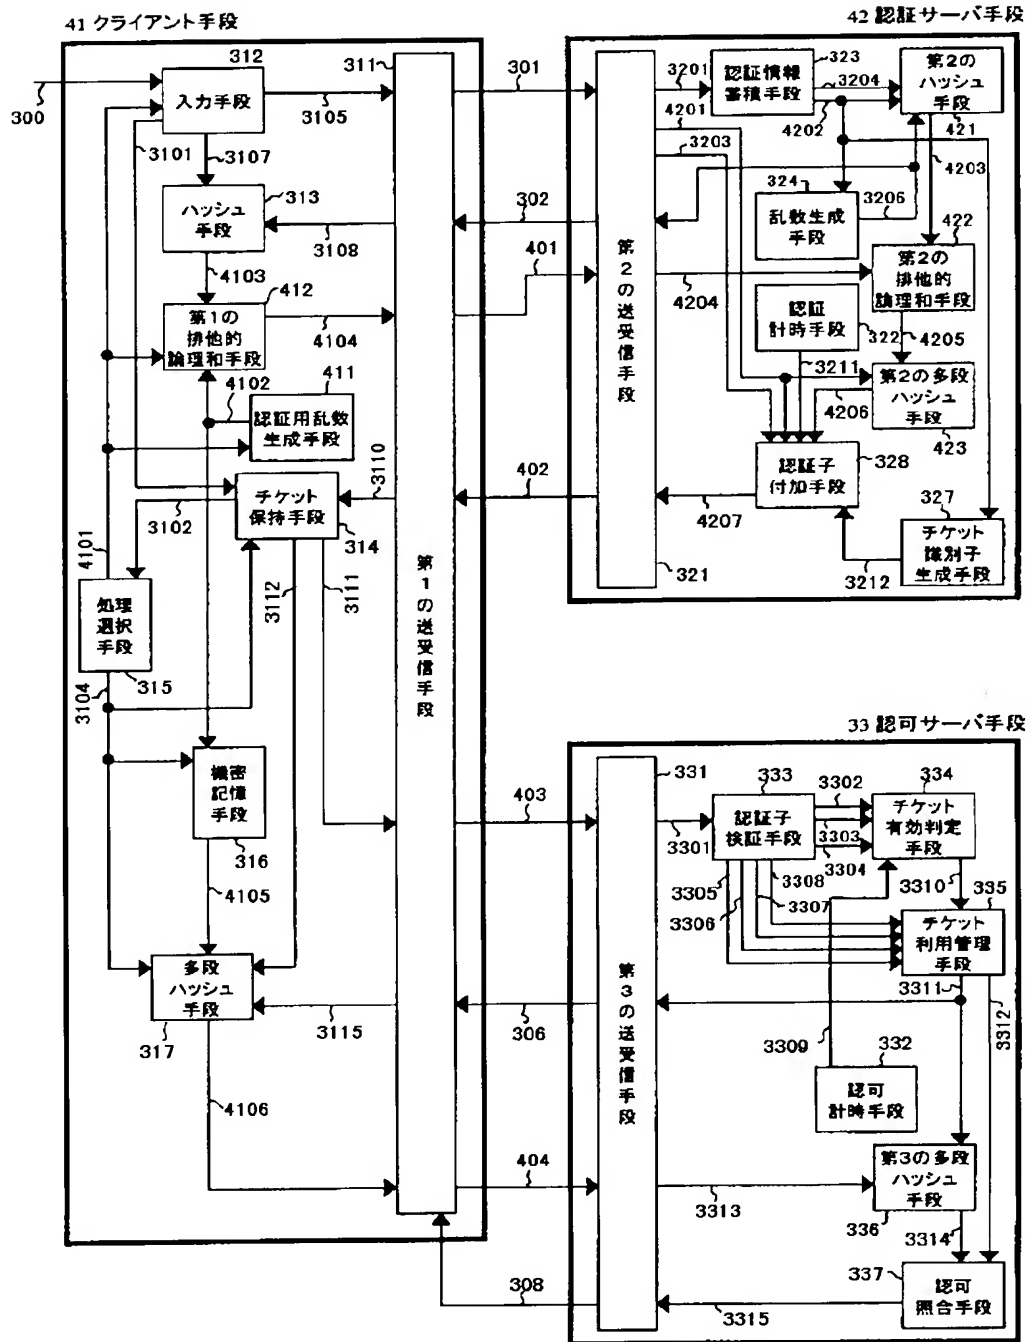 41 クライアント手段
42 認証サーバ手段
312
311
入力手段
300
3105
3101
3107
313
ハッシュ
手段
3108
4103
412
第1の
排他的
論理和手段
4104
4102
411
認証用乱数
生成手段
3110
チケット
保持手段
3102
314
4101
3112
3111
処理
選択
手段
315
3104
機密
記憶
手段
316
4105
多段
ハッシュ
手段
317
3115
4106
第1の送受信手段
301
302
401
402
403
306
404
308
第2の送受信手段
321
3201
認証情報
蓄積手段
323
3204
4202
第2の
ハッシュ
手段
421
4201
3203
4203
324
乱数生成
手段
3206
422
第2の
排他的
論理和手段
4204
認証
計時手段
322
4205
3211
第2の多段
ハッシュ
手段
4206
423
認証子
付加手段
328
4207
327
チケット
識別子
生成手段
3212
33 認可サーバ手段
331
333
3302
334
認証子
検証手段
チケット
有効判定
手段
3301
3303
3304
3305
3308
3306
3307
3310
335
チケット
利用管理
手段
3311
3312
3309
332
認可
計時手段
第3の送受信手段
第3の多段
ハッシュ
手段
3313
336
3314
337
認可
照合手段
3315